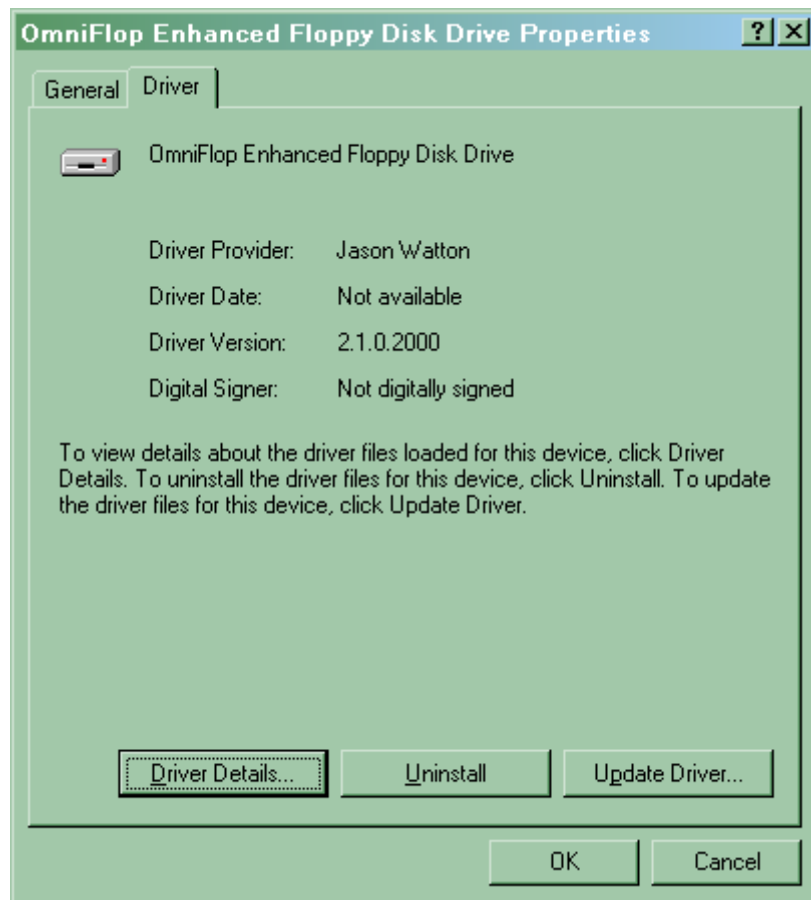 OmniFlop Enhanced Floppy Disk Drive Properties
General Driver
OmniFlop Enhanced Floppy Disk Drive
Driver Provider: Jason Watton
Driver Date: Not available
Driver Version: 2.1.0.2000
Digital Signer: Not digitally signed
To view details about the driver files loaded for this device, click Driver
Details. To uninstall the driver files for this device, click Uninstall. To update
the driver files for this device, click Update Driver.
Driver Details... Uninstall Update Driver...
OK Cancel